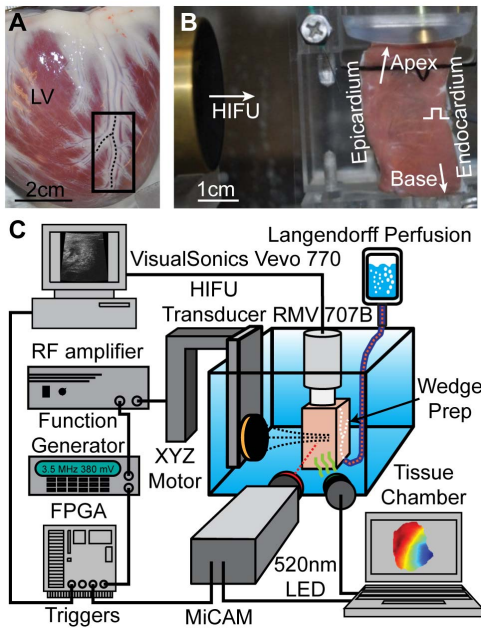 A
LV
2cm
B
HIFU
Epicardium
Apex
Endocardium
Base
1cm
C
VisualSonics Vevo 770
Langendorff Perfusion
HIFU
Transducer RMV 707B
RF amplifier
Wedge
Prep
Function
Generator
XYZ
Motor
3.5 MHz 380 mV
Tissue
Chamber
FPGA
520nm
LED
Triggers
MiCAM